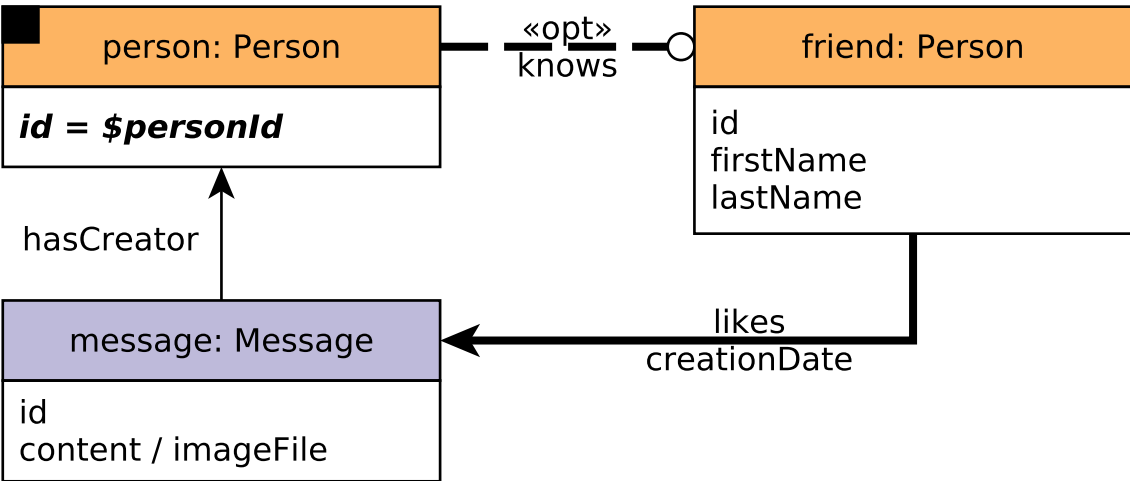 person: Person
«opt»
knows
friend: Person
id = $personId
id
firstName
lastName
hasCreator
message: Message
likes
creationDate
id
content / imageFile